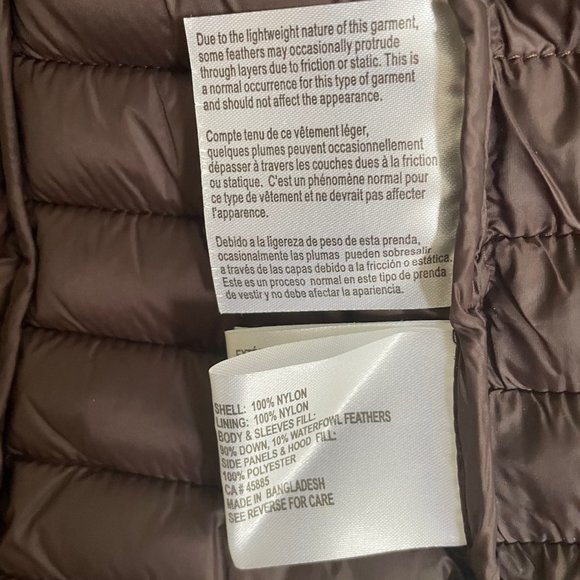 Due to the lightweight nature of this garment,
some feathers may occasionally protrude
through layers due to friction or static. This is
a normal occurrence for this type of garment
and should not affect the appearance.
Compte tenu de ce vêtement léger,
quelques plumes peuvent occasionnellement
dépasser à travers les couches dues à la friction
ou statique. C'est un phénomène normal pour
ce type de vêtement et ne devrait pas affecter
l'apparence.
Debido a la ligereza de peso de esta prenda,
ocasionalmente las plumas pueden sobresalir
a través de las capas debido a la fricción o estática.
Este es un proceso normal en este tipo de prenda
de vestir y no debe afectar la apariencia.
SHELL: 100% NYLON
LINING: 100% NYLON
BODY & SLEEVES FILL:
90% DOWN, 10% WATERFOWL FEATHERS
SIDE PANELS & HOOD FILL:
100% POLYESTER
CA# 45885
MADE IN BANGLADESH
SEE REVERSE FOR CARE